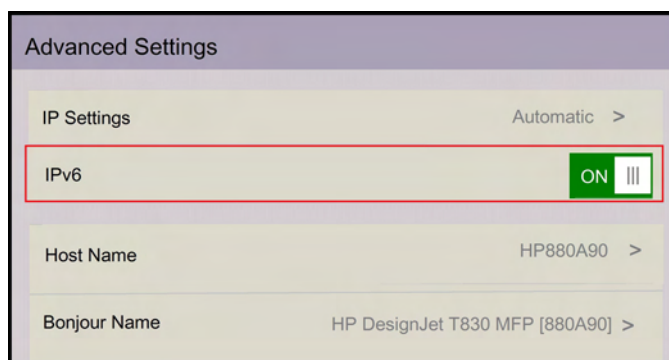 Advanced Settings
IP Settings Automatic >
IPv6 ON
Host Name HP880A90 >
Bonjour Name HP DesignJet T830 MFP [880A90] >